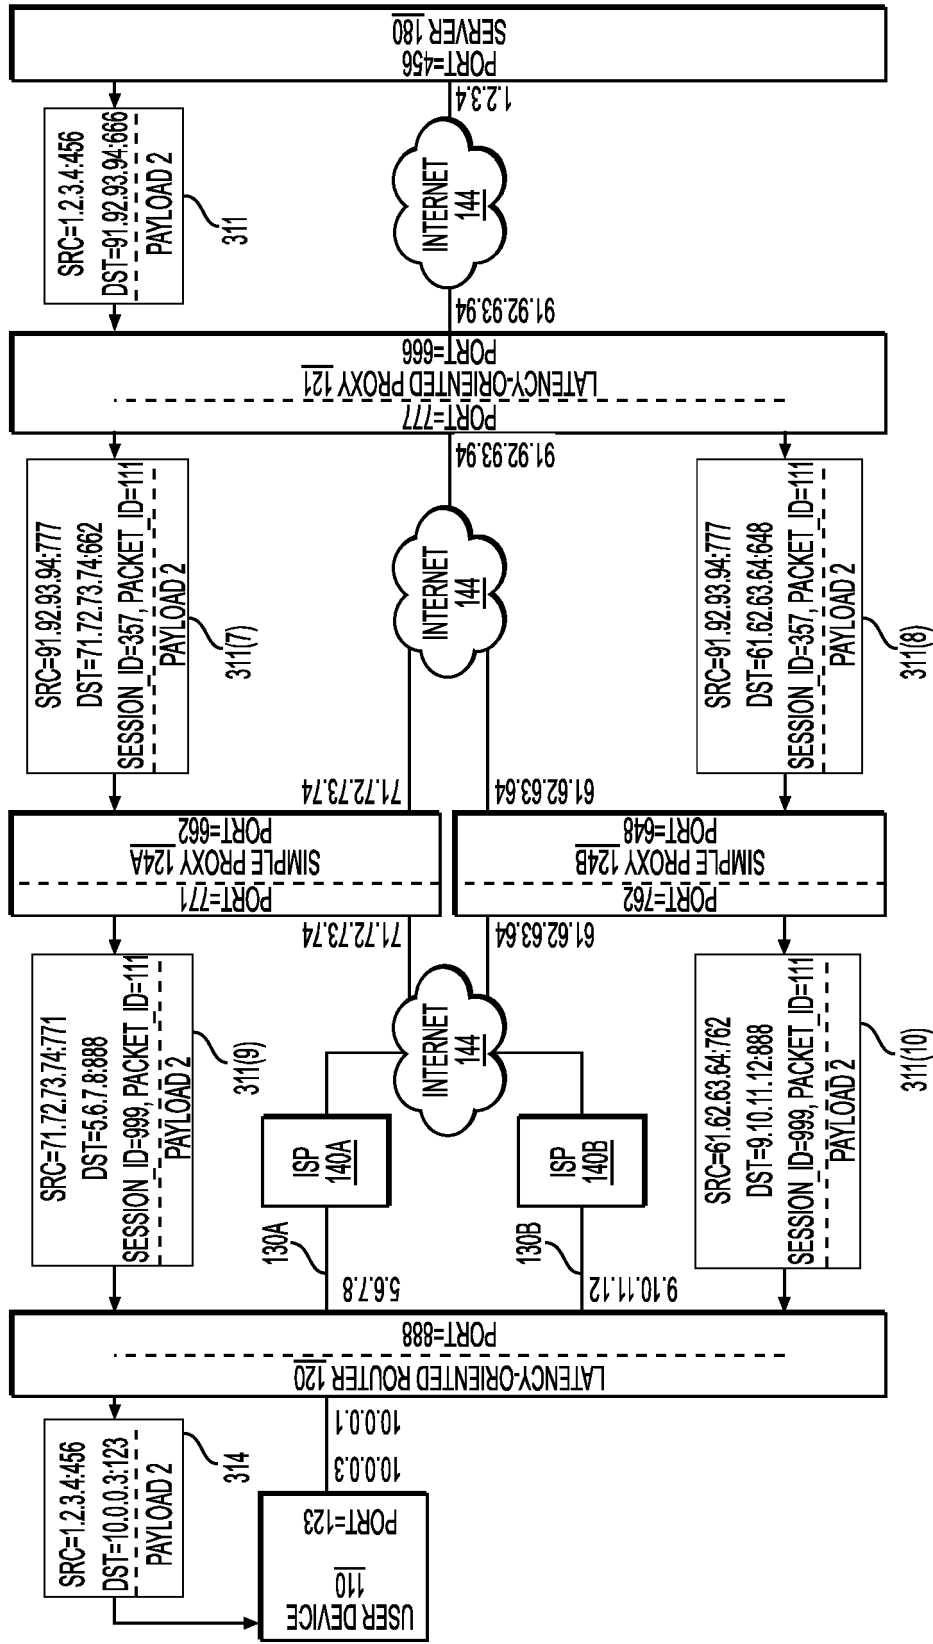 SERVER 180
PORT=456
1.2.3.4
SRC=1.2.3.4:456
DST=91.92.93.94:666
PAYLOAD 2
311
INTERNET
144
91.92.93.94
PORT=666
LATENCY-ORIENTED PROXY 121
PORT=777
91.92.93.94
SRC=91.92.93.94:777
DST=71.72.73.74:662
SESSION_ID=357, PACKET_ID=111
PAYLOAD 2
311(7)
INTERNET
144
SRC=91.92.93.94:777
DST=61.62.63.64:648
SESSION_ID=357, PACKET_ID=111
PAYLOAD 2
311(8)
71.72.73.74
61.62.63.64
PORT=662
SIMPLE PROXY 124A
PORT=771
PORT=648
SIMPLE PROXY 124B
PORT=762
71.72.73.74
61.62.63.64
SRC=71.72.73.74:771
DST=5.6.7.8:888
SESSION_ID=999, PACKET_ID=111
PAYLOAD 2
311(9)
INTERNET
144
SRC=61.62.63.64:762
DST=9.10.11.12:888
SESSION_ID=999, PACKET_ID=111
PAYLOAD 2
311(10)
ISP
140A
ISP
140B
130A
130B
5.6.7.8
9.10.11.12
PORT=888
LATENCY-ORIENTED ROUTER 120
10.0.0.1
10.0.0.3
SRC=1.2.3.4:456
DST=10.0.0.3:123
PAYLOAD 2
314
PORT=123
110
USER DEVICE